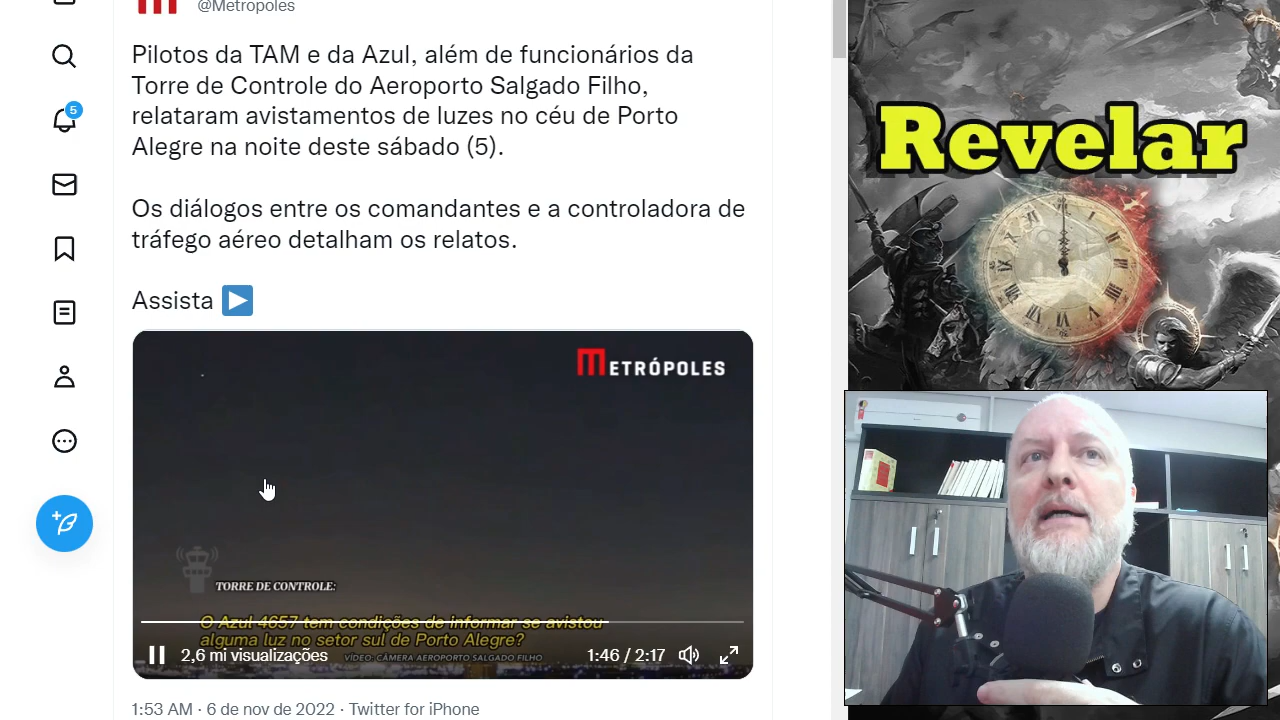 @Metropoles
Pilotos da TAM e da Azul, além de funcionários da
Torre de Controle do Aeroporto Salgado Filho,
relataram avistamentos de luzes no céu de Porto
Alegre na noite deste sábado (5).
Os diálogos entre os comandantes e a controladora de
tráfego aéreo detalham os relatos.
Assista
METRÓPOLES
TORRE DE CONTROLE:
O Azul 4657 tem condições de informar se avistou
alguma luz no setor sul de Porto Alegre?
2,6 mi visualizações
VÍDEO: CÂMERA AEROPORTO SALGADO FILHO
1:46 / 2:17
1:53 AM · 6 de nov de 2022 · Twitter for iPhone
5
Revelar